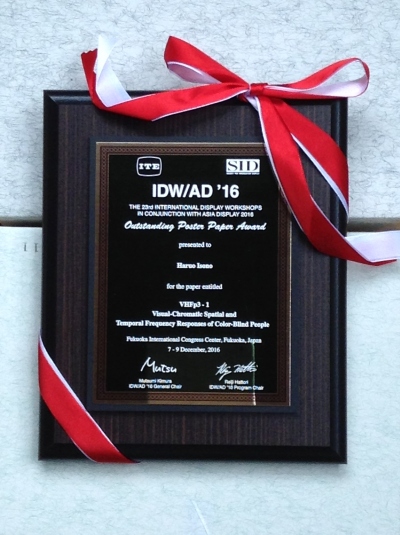 ITE
SID
IDW/AD '16
THE 23rd INTERNATIONAL DISPLAY WORKSHOPS
IN CONJUNCTION WITH ASIA DISPLAY 2016
Outstanding Poster Paper Award
presented to
Haruo Isono
for the paper entitled
VHFp3 - 1
Visual-Chromatic Spatial and
Temporal Frequency Responses of Color-Blind People
Fukuoka International Congress Center, Fukuoka, Japan
7 - 9 December, 2016
Mutsu
Mutsumi Kimura
IDW/AD '16 General Chair
Reiji Hattori
IDW/AD '16 Program Chair